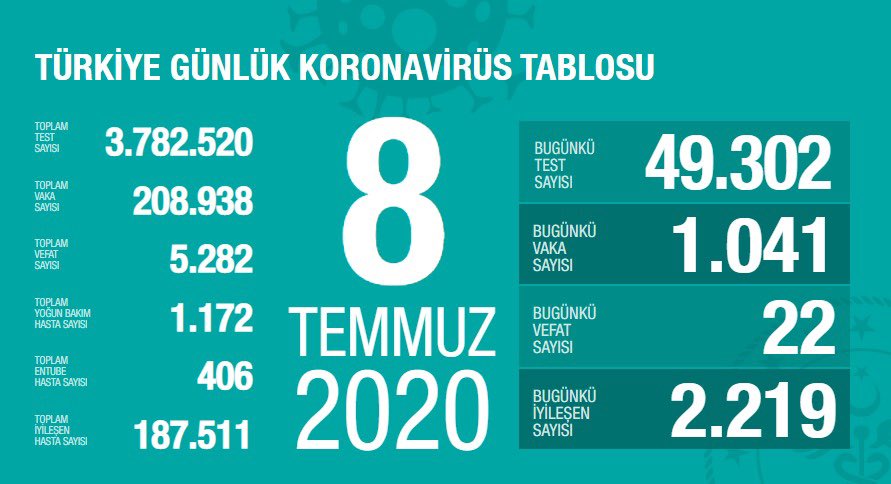 TÜRKİYE GÜNLÜK KORONAVİRÜS TABLOSU
TOPLAM
TEST
SAYISI
3.782.520
TOPLAM
VAKA
SAYISI
208.938
TOPLAM
VEFAT
SAYISI
5.282
TOPLAM
YOĞUN BAKIM
HASTA SAYISI
1.172
TOPLAM
ENTUBE
HASTA SAYISI
406
TOPLAM
İYİLEŞEN
HASTA SAYISI
187.511
8
TEMMUZ
2020
BUGÜNKÜ
TEST
SAYISI
49.302
BUGÜNKÜ
VAKA
SAYISI
1.041
BUGÜNKÜ
VEFAT
SAYISI
22
BUGÜNKÜ
İYİLEŞEN
SAYISI
2.219